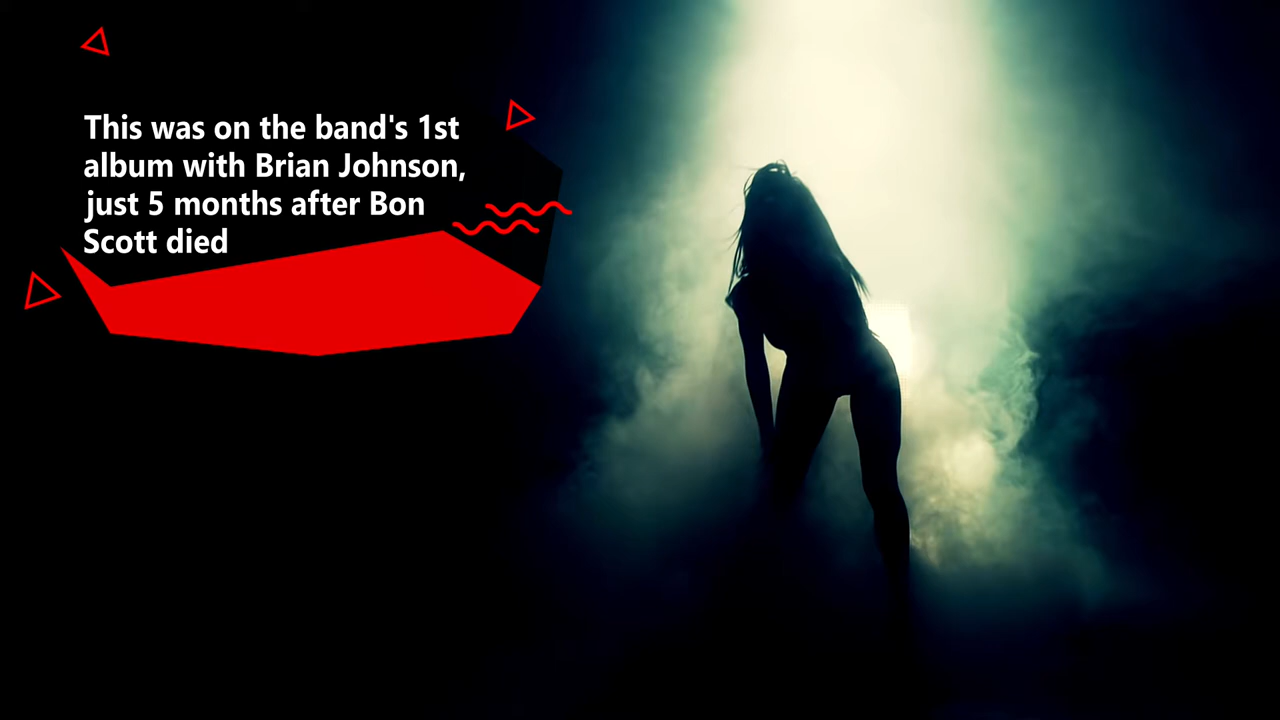 This was on the band's 1st
album with Brian Johnson,
just 5 months after Bon
Scott died